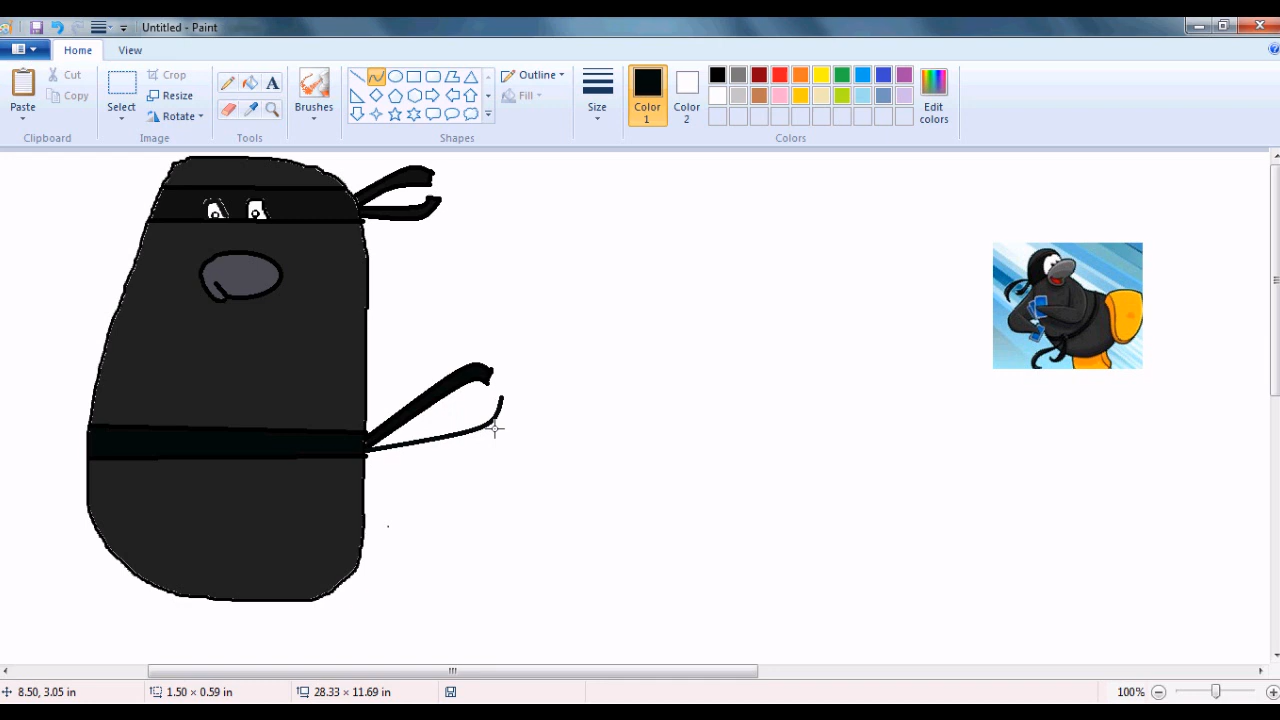 Untitled - Paint
Home View
Cut
Copy
Paste
Clipboard
Crop
Resize
Rotate
Select
Image
Tools
Brushes
Outline
Fill
Shapes
Size
Color
1
Color
2
Edit
colors
Colors
8.50, 3.05 in
1.50 × 0.59 in
28.33 × 11.69 in
100%